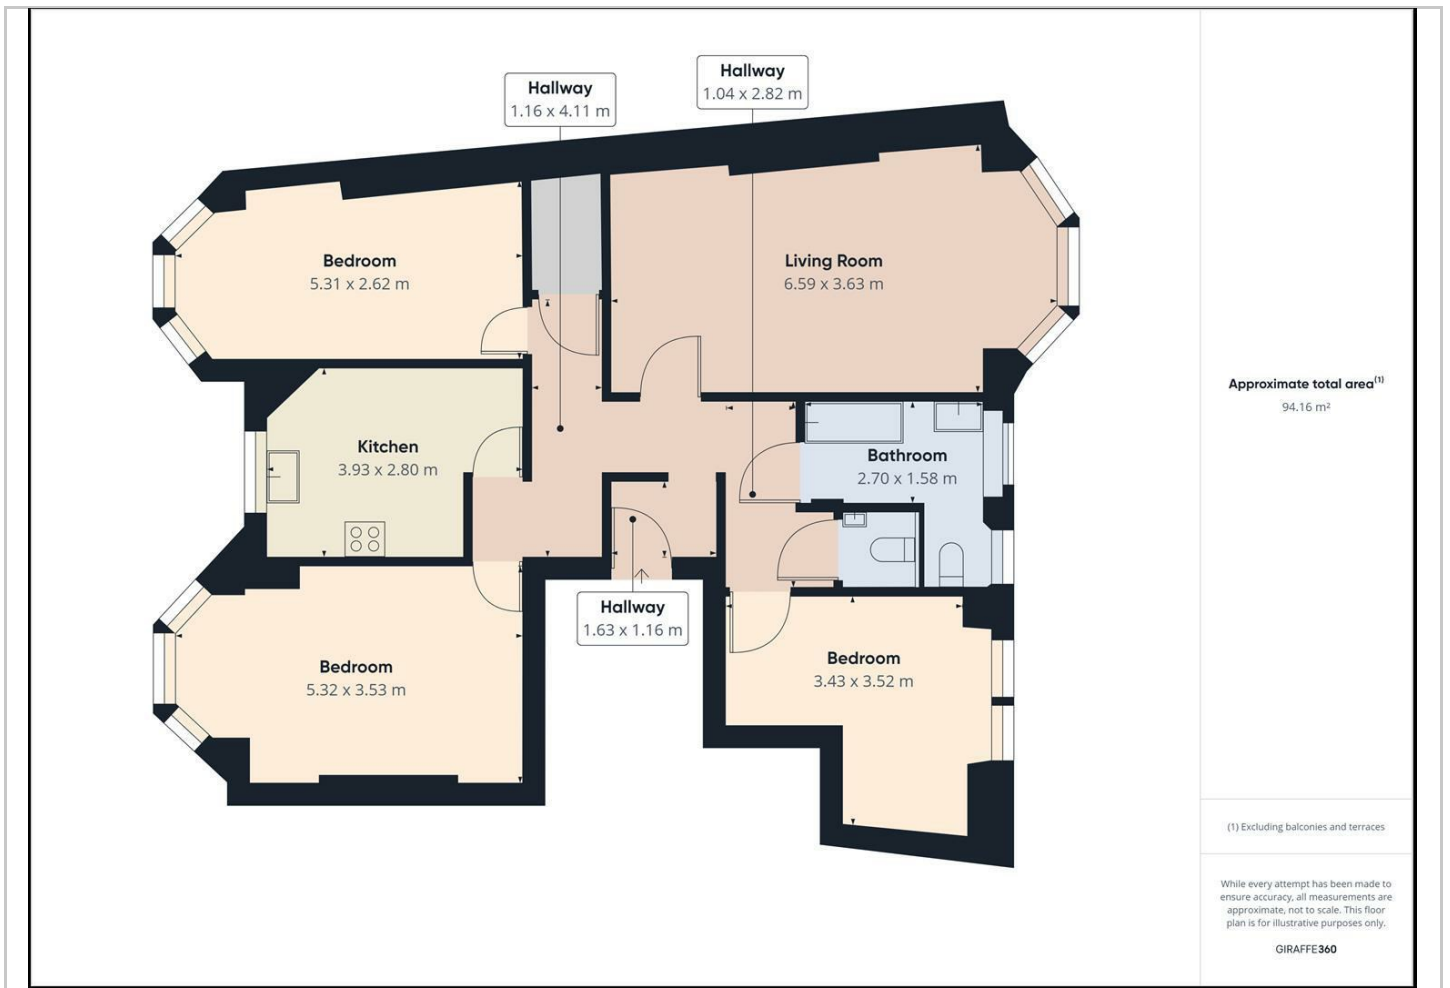 Hallway
1.16 x 4.11 m
Hallway
1.04 x 2.82 m
Bedroom
5.31 x 2.62 m
Living Room
6.59 x 3.63 m
Kitchen
3.93 x 2.80 m
Bathroom
2.70 x 1.58 m
Hallway
1.63 x 1.16 m
Bedroom
5.32 x 3.53 m
Bedroom
3.43 x 3.52 m
Approximate total area(1)
94.16 m²
(1) Excluding balconies and terraces
While every attempt has been made to
ensure accuracy, all measurements are
approximate, not to scale. This floor
plan is for illustrative purposes only.
GIRAFFE360